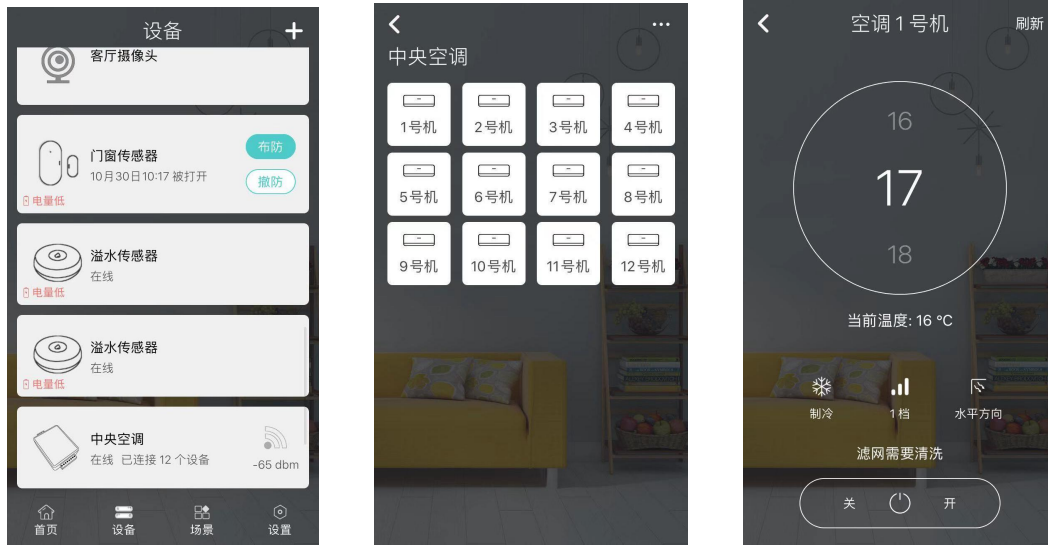 设备
+
客厅摄像头
门窗传感器
10月30日10:17 被打开
布防
撤防
电量低
溢水传感器
在线
电量低
溢水传感器
在线
电量低
中央空调
在线 已连接 12 个设备
-65 dbm
首页
设备
场景
设置
中央空调
1号机
2号机
3号机
4号机
5号机
6号机
7号机
8号机
9号机
10号机
11号机
12号机
空调1号机
刷新
16
17
18
当前温度: 16 °C
制冷
1档
水平方向
滤网需要清洗
关
开